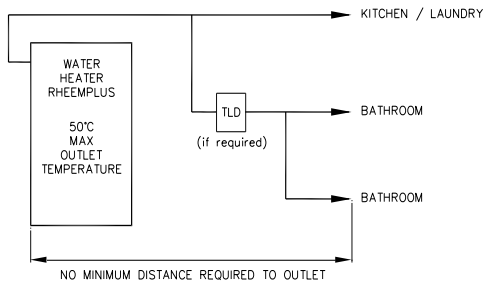 KITCHEN / LAUNDRY
WATER
HEATER
RHEEMPLUS
50°C
MAX
OUTLET
TEMPERATURE
TLD
(if required)
BATHROOM
BATHROOM
NO MINIMUM DISTANCE REQUIRED TO OUTLET